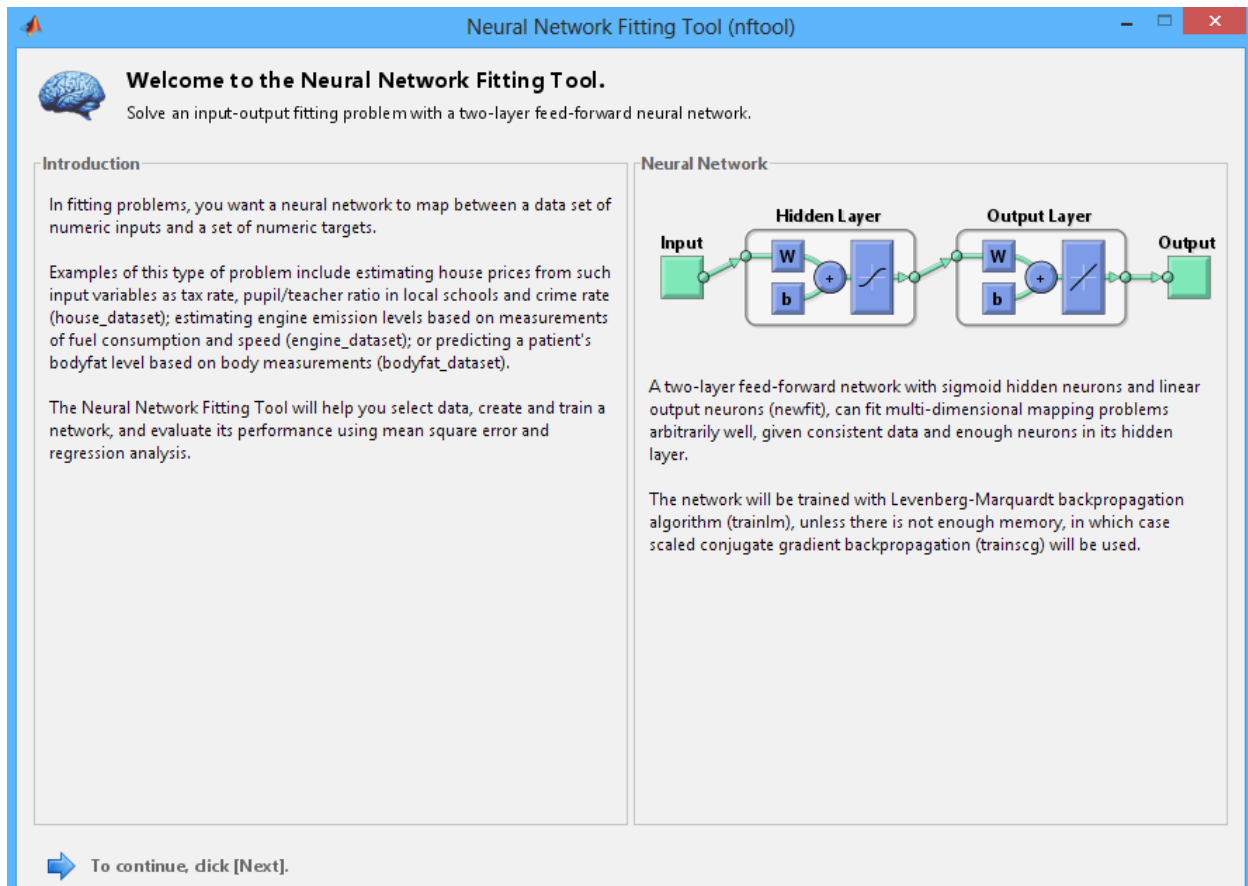 Neural Network Fitting Tool (nftool)
Welcome to the Neural Network Fitting Tool.
Solve an input-output fitting problem with a two-layer feed-forward neural network.
Introduction
In fitting problems, you want a neural network to map between a data set of
numeric inputs and a set of numeric targets.
Examples of this type of problem include estimating house prices from such
input variables as tax rate, pupil/teacher ratio in local schools and crime rate
(house_dataset); estimating engine emission levels based on measurements
of fuel consumption and speed (engine_dataset); or predicting a patient's
bodyfat level based on body measurements (bodyfat_dataset).
The Neural Network Fitting Tool will help you select data, create and train a
network, and evaluate its performance using mean square error and
regression analysis.
Neural Network
Hidden Layer Output Layer
Input Output
W W
+ +
b b
A two-layer feed-forward network with sigmoid hidden neurons and linear
output neurons (newfit), can fit multi-dimensional mapping problems
arbitrarily well, given consistent data and enough neurons in its hidden
layer.
The network will be trained with Levenberg-Marquardt backpropagation
algorithm (trainlm), unless there is not enough memory, in which case
scaled conjugate gradient backpropagation (trainscg) will be used.
To continue, click [Next].